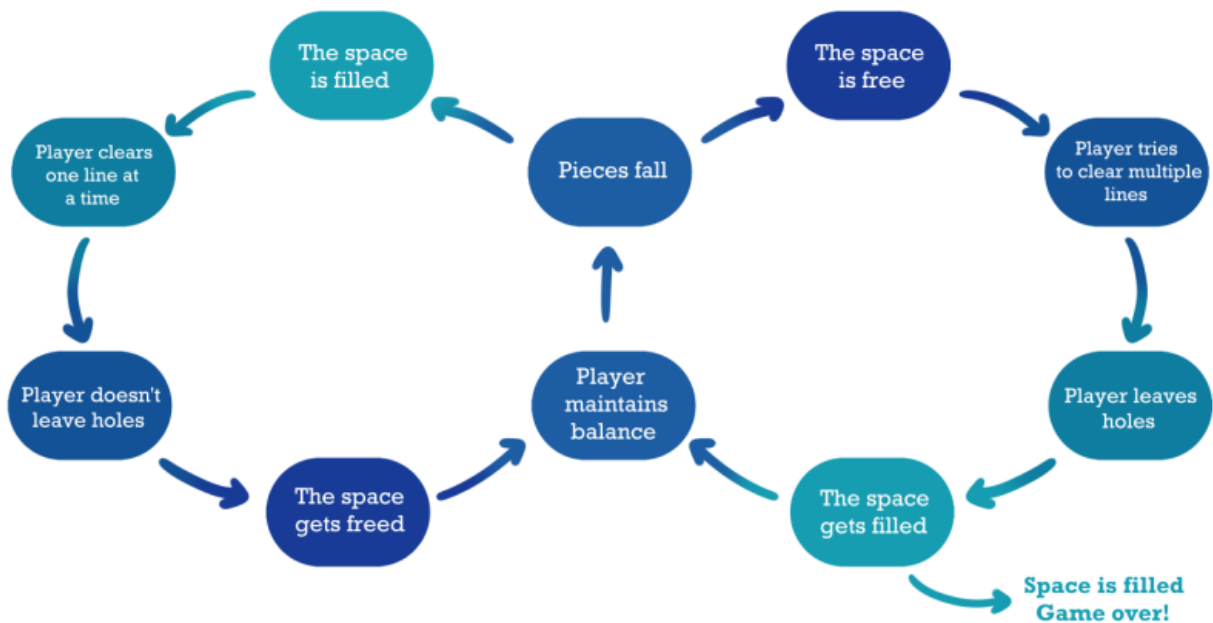 The space
is filled
The space
is free
Player clears
one line at
a time
Pieces fall
Player tries
to clear multiple
lines
Player doesn't
leave holes
Player
maintains
balance
Player leaves
holes
The space
gets freed
The space
gets filled
Space is filled
Game over!